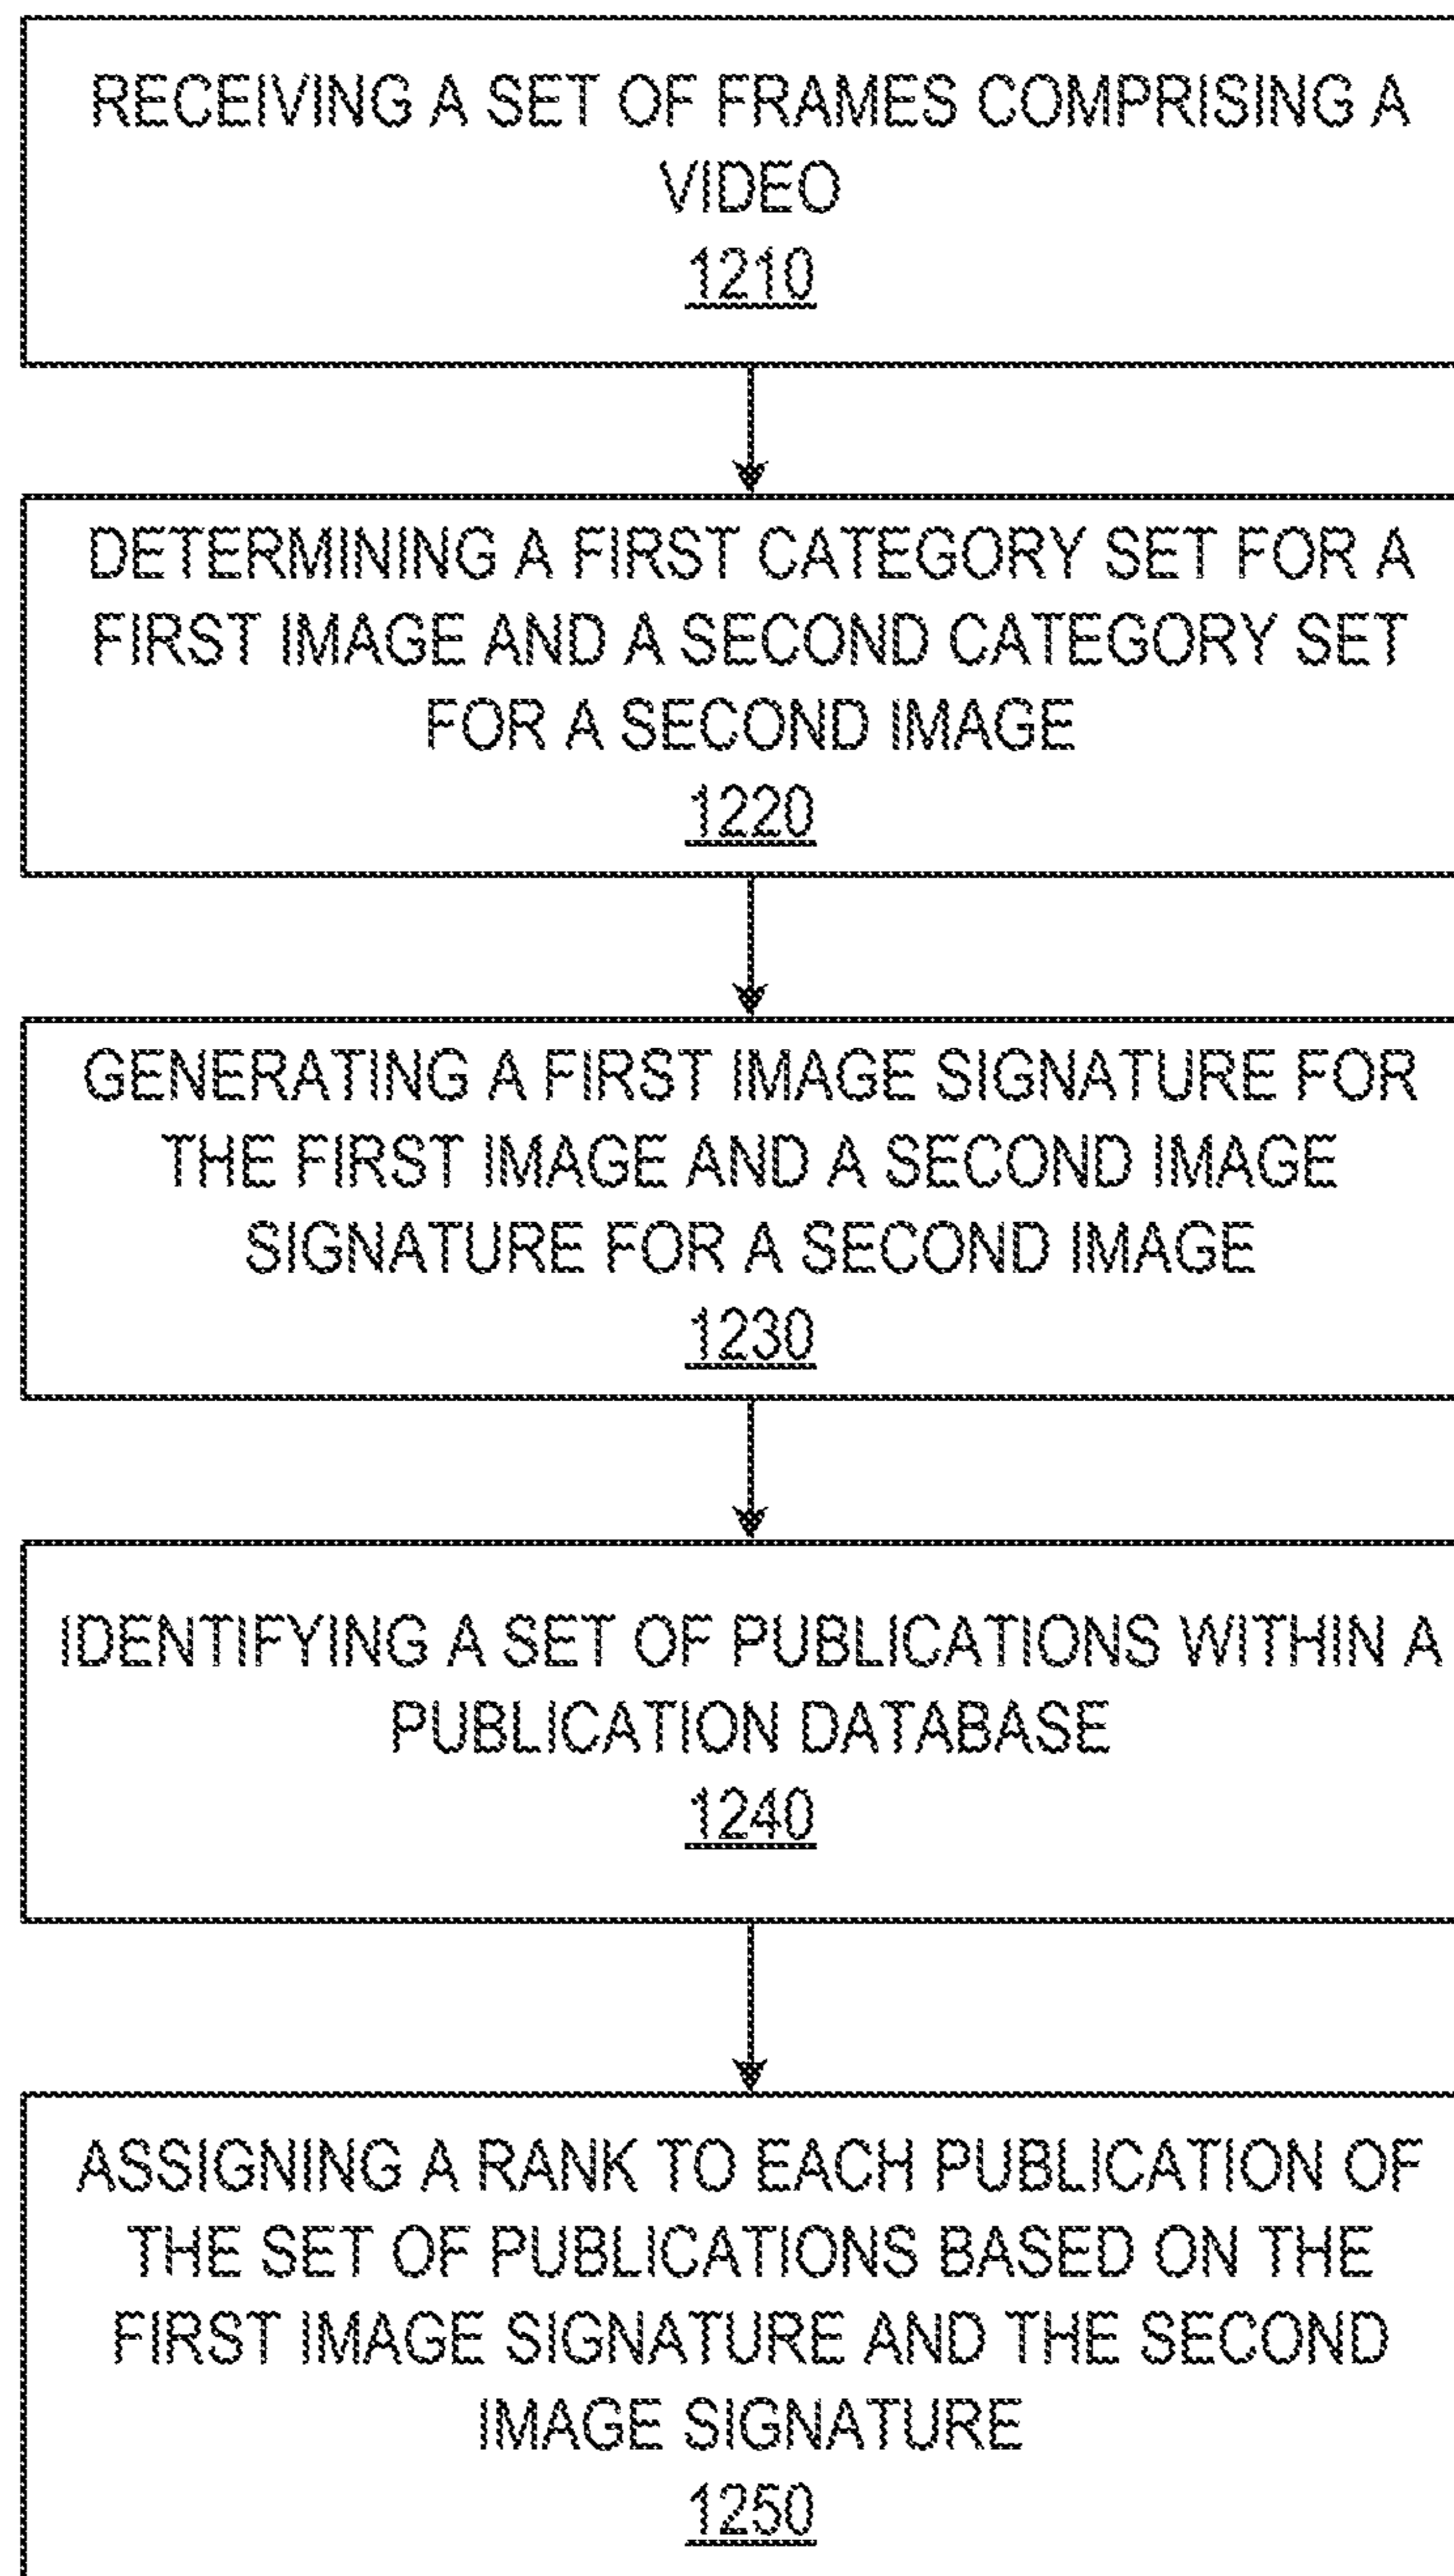 RECEIVING A SET OF FRAMES COMPRISING A
VIDEO
1210
DETERMINING A FIRST CATEGORY SET FOR A
FIRST IMAGE AND A SECOND CATEGORY SET
FOR A SECOND IMAGE
1220
GENERATING A FIRST IMAGE SIGNATURE FOR
THE FIRST IMAGE AND A SECOND IMAGE
SIGNATURE FOR A SECOND IMAGE
1230
IDENTIFYING A SET OF PUBLICATIONS WITHIN A
PUBLICATION DATABASE
1240
ASSIGNING A RANK TO EACH PUBLICATION OF
THE SET OF PUBLICATIONS BASED ON THE
FIRST IMAGE SIGNATURE AND THE SECOND
IMAGE SIGNATURE
1250